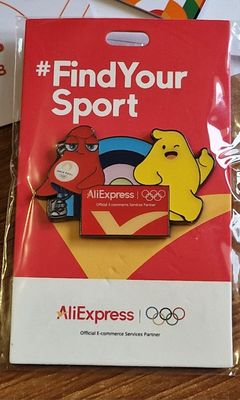 #FindYour
Sport
AliExpress
Official E-commerce Services Partner
AliExpress
Official E-commerce Services Partner